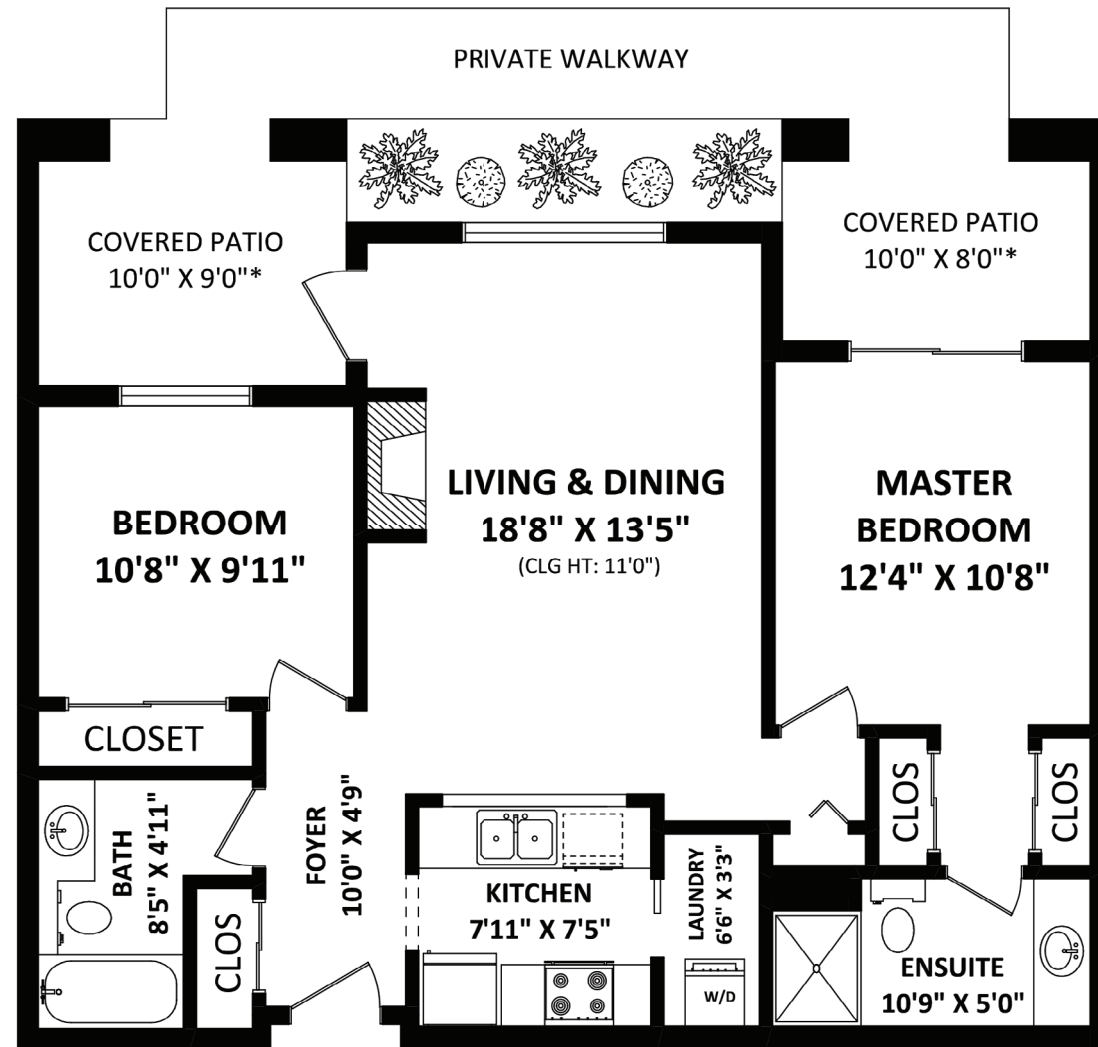 PRIVATE WALKWAY
COVERED PATIO
10'0" X 9'0"*
COVERED PATIO
10'0" X 8'0"*
LIVING & DINING
18'8" X 13'5"
(CLG HT: 11'0")
MASTER
BEDROOM
12'4" X 10'8"
BEDROOM
10'8" X 9'11"
CLOSET
BATH
8'5" X 4'11"
CLOS
FOYER
10'0" X 4'9"
KITCHEN
7'11" X 7'5"
LAUNDRY
6'6" X 3'3"
W/D
CLOS
CLOS
ENSUITE
10'9" X 5'0"